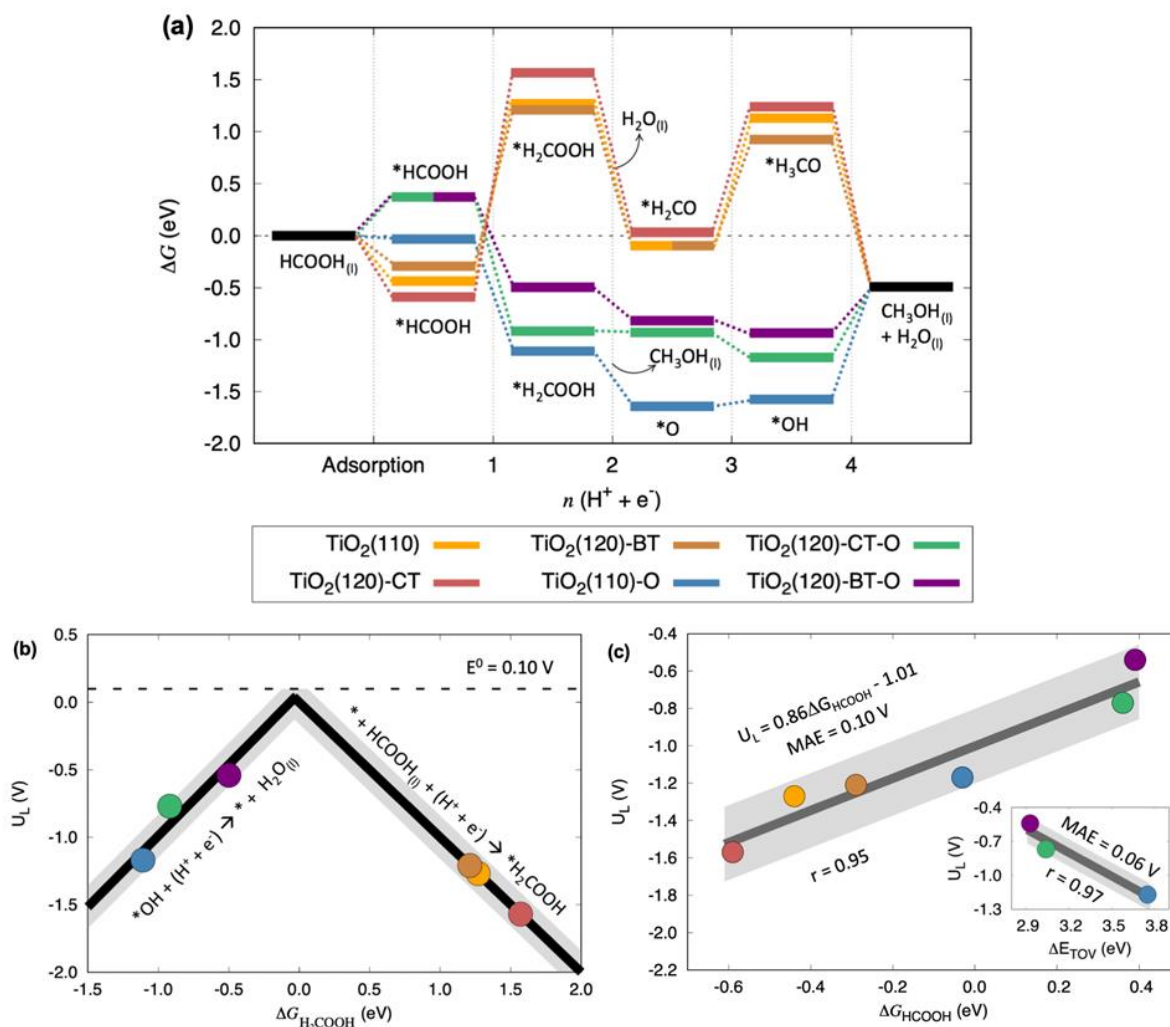 (a)
2.0
1.5
1.0
0.5
0.0
-0.5
-1.0
-1.5
-2.0
ΔG (eV)
HCOOH(l)
*HCOOH
*HCOOH
*H₂COOH
*H₂COOH
H₂O(l)
*H₂CO
CH₃OH(l)
*O
*H₃CO
*OH
CH₃OH(l)
+ H₂O(l)
Adsorption 1 2 3 4
n (H⁺ + e⁻)
TiO₂(110) TiO₂(120)-BT TiO₂(120)-CT-O
TiO₂(120)-CT TiO₂(110)-O TiO₂(120)-BT-O
(b)
0.5
0.0
-0.5
-1.0
-1.5
-2.0
U_L (V)
E⁰ = 0.10 V
*OH + (H⁺ + e⁻) → * + H₂O(l)
* + HCOOH(l) + (H⁺ + e⁻) → *H₂COOH
-1.5 -1.0 -0.5 0.0 0.5 1.0 1.5 2.0
ΔG_H₂COOH (eV)
(c)
-0.4
-0.6
-0.8
-1.0
-1.2
-1.4
-1.6
-1.8
-2.0
-2.2
U_L (V)
U_L = 0.86ΔG_HCOOH - 1.01
MAE = 0.10 V
r = 0.95
-0.4
-0.7
-1.0
-1.3
U_L (V)
MAE = 0.06 V
r = 0.97
2.9 3.2 3.5 3.8
ΔE_TOV (eV)
-0.6 -0.4 -0.2 0.0 0.2 0.4
ΔG_HCOOH (eV)